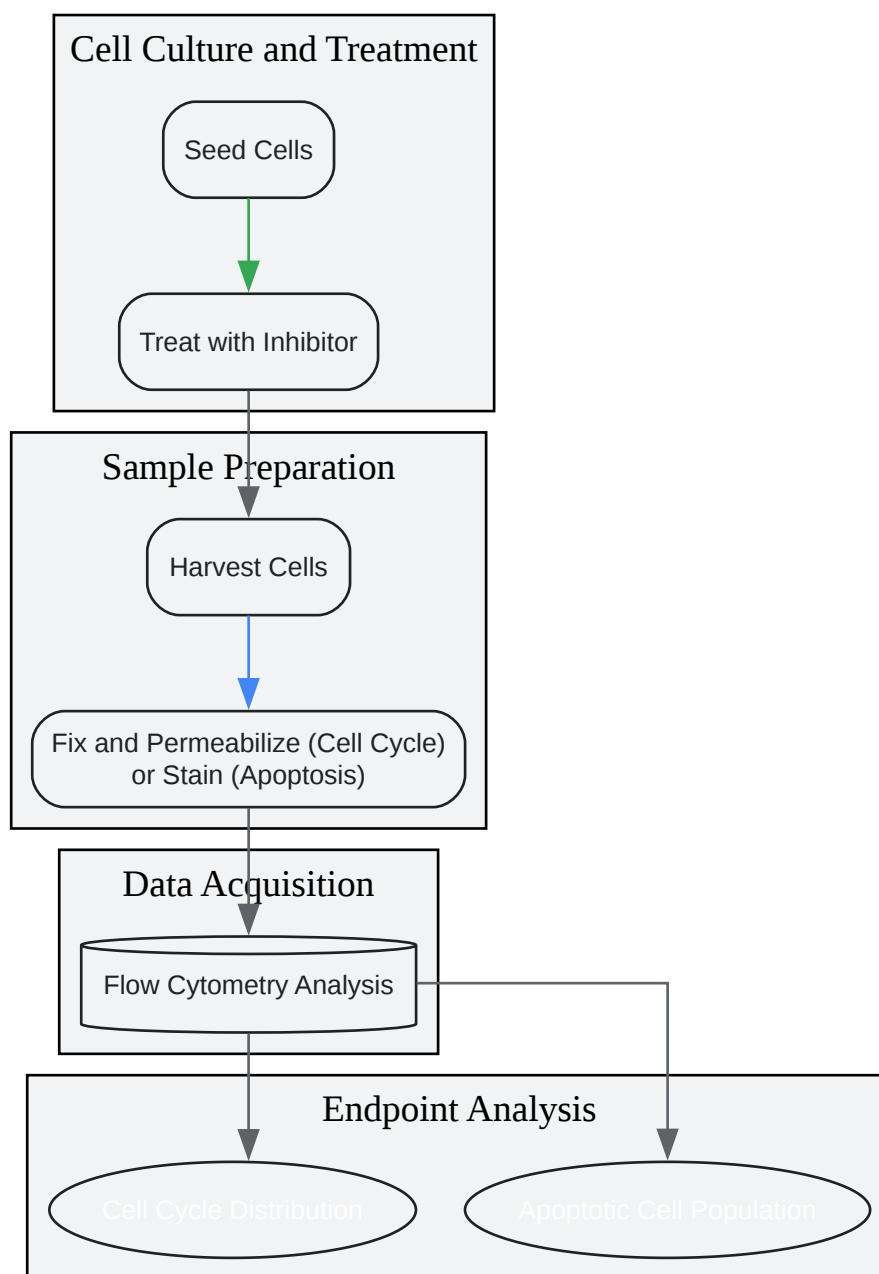 Cell Culture and Treatment
Seed Cells
Treat with Inhibitor
Sample Preparation
Harvest Cells
Fix and Permeabilize (Cell Cycle)
or Stain (Apoptosis)
Data Acquisition
Flow Cytometry Analysis
Endpoint Analysis
Cell Cycle Distribution
Apoptotic Cell Population